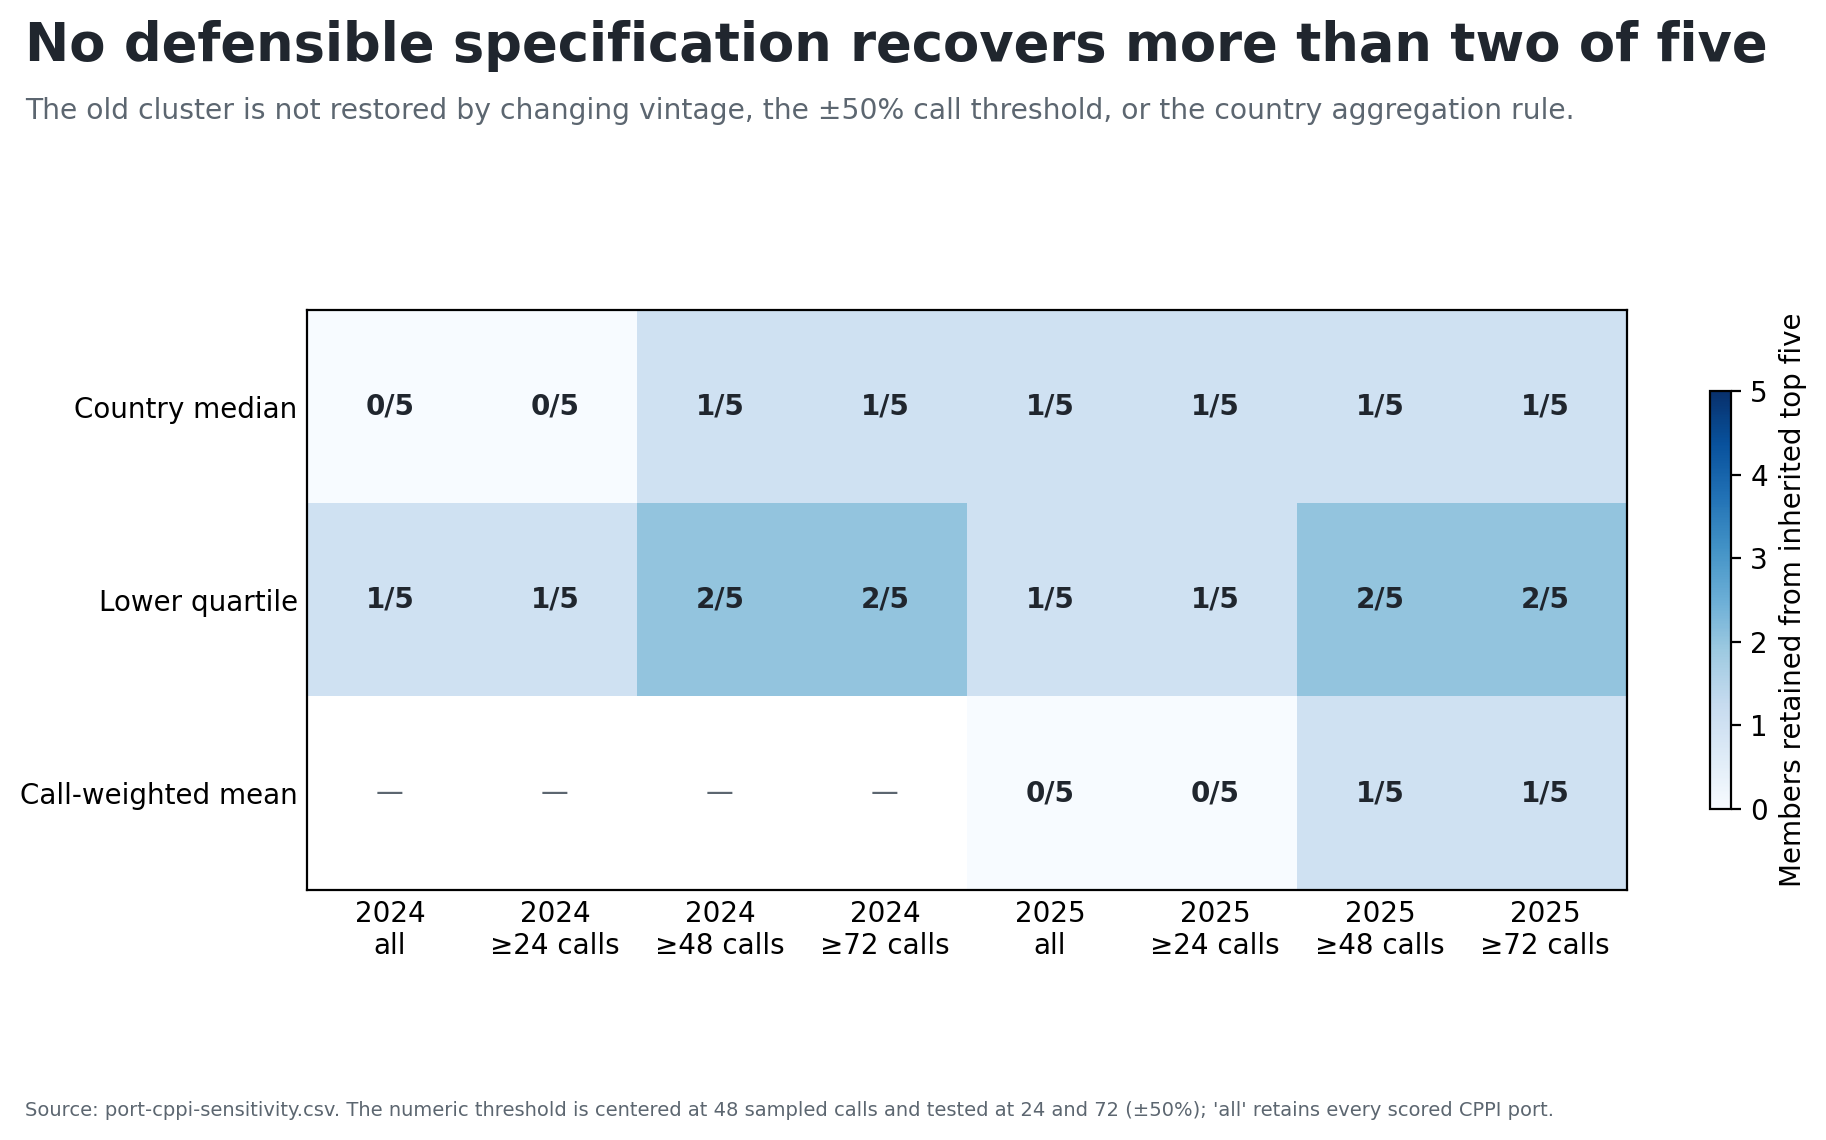 No defensible specification recovers more than two of five
The old cluster is not restored by changing vintage, the ±50% call threshold, or the country aggregation rule.
Country median
0/5
0/5
1/5
1/5
1/5
1/5
1/5
1/5
Lower quartile
1/5
1/5
2/5
2/5
1/5
1/5
2/5
2/5
Call-weighted mean
—
—
—
—
0/5
0/5
1/5
1/5
2024
all
2024
≥24 calls
2024
≥48 calls
2024
≥72 calls
2025
all
2025
≥24 calls
2025
≥48 calls
2025
≥72 calls
5
4
3
2
1
0
Members retained from inherited top five
Source: port-cppi-sensitivity.csv. The numeric threshold is centered at 48 sampled calls and tested at 24 and 72 (±50%); 'all' retains every scored CPPI port.